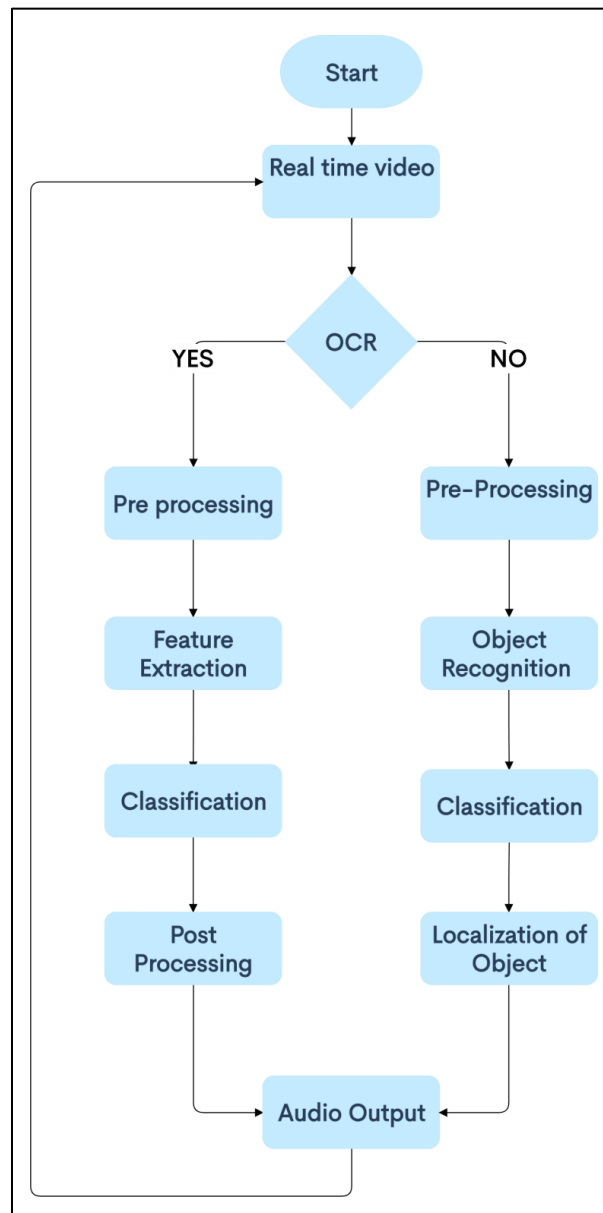 Start
Real time video
OCR
YES
NO
Pre processing
Pre-Processing
Feature
Extraction
Object
Recognition
Classification
Classification
Post
Processing
Localization of
Object
Audio Output